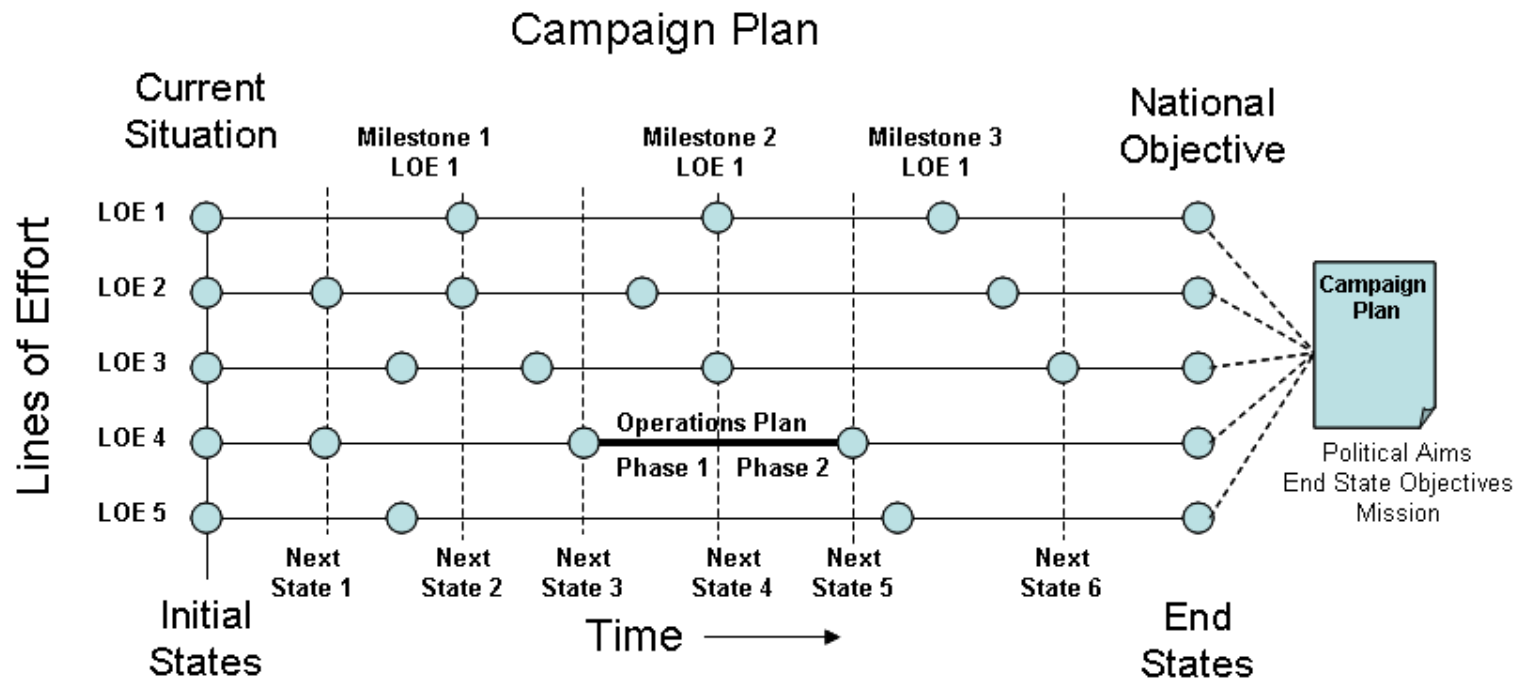 Campaign Plan
Current
Situation
National
Objective
Milestone 1
LOE 1
Milestone 2
LOE 1
Milestone 3
LOE 1
Lines of Effort
LOE 1
LOE 2
LOE 3
LOE 4
LOE 5
Operations Plan
Phase 1
Phase 2
Campaign
Plan
Political Aims
End State Objectives
Mission
Next
State 1
Next
State 2
Next
State 3
Next
State 4
Next
State 5
Next
State 6
Initial
States
Time
End
States